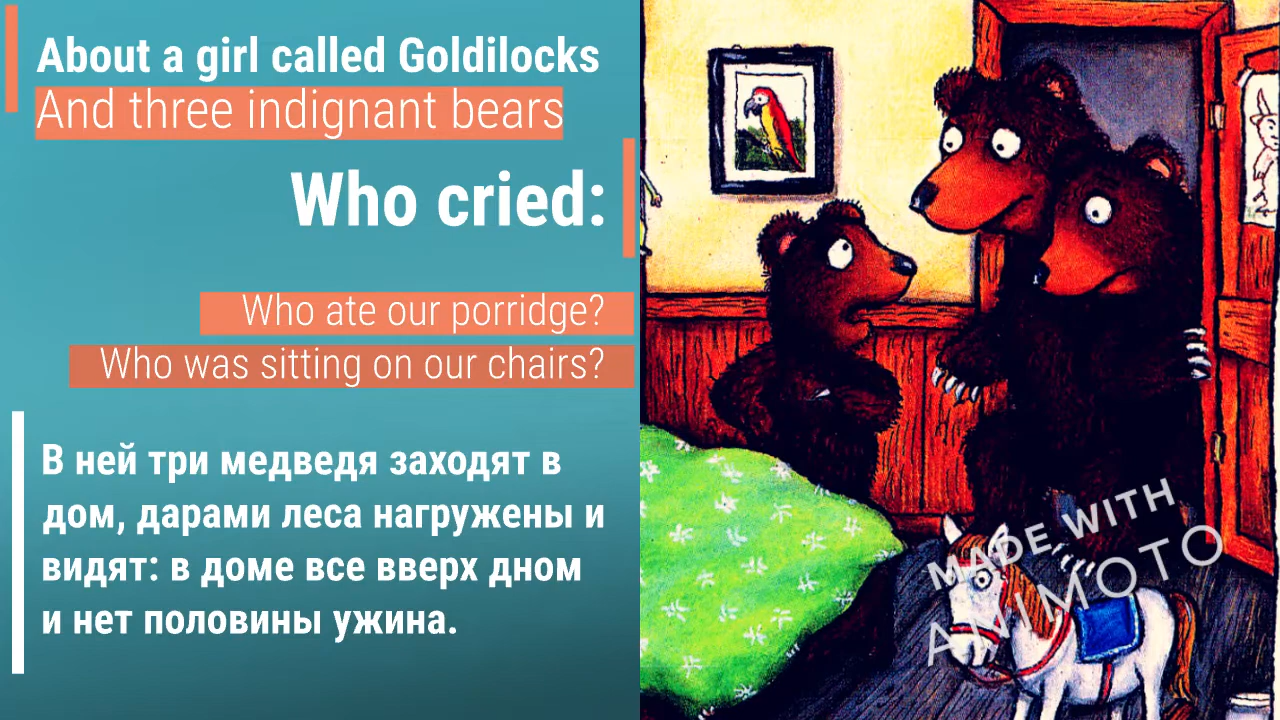 About a girl called Goldilocks
And three indignant bears
Who cried:
Who ate our porridge?
Who was sitting on our chairs?
В ней три медведя заходят в
дом, дарами леса нагружены и
видят: в доме все вверх дном
и нет половины ужина.
MADE WITH
ANIMOTO